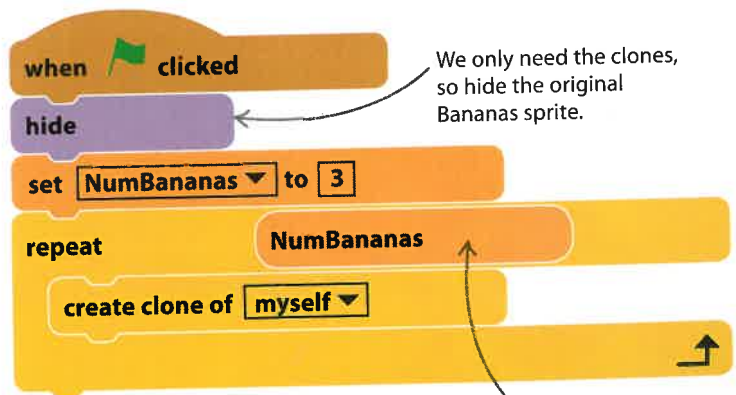 when clicked
We only need the clones,
so hide the original
Bananas sprite.
hide
set NumBananas to 3
repeat NumBananas
create clone of myself